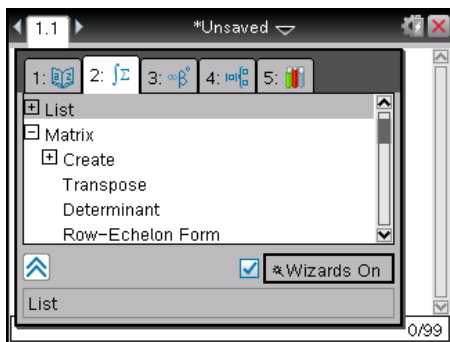 1.1 *Unsaved
1: 2: ∫Σ 3: ∞β° 4: 5:
List
Matrix
Create
Transpose
Determinant
Row-Echelon Form
Wizards On
List
0/99